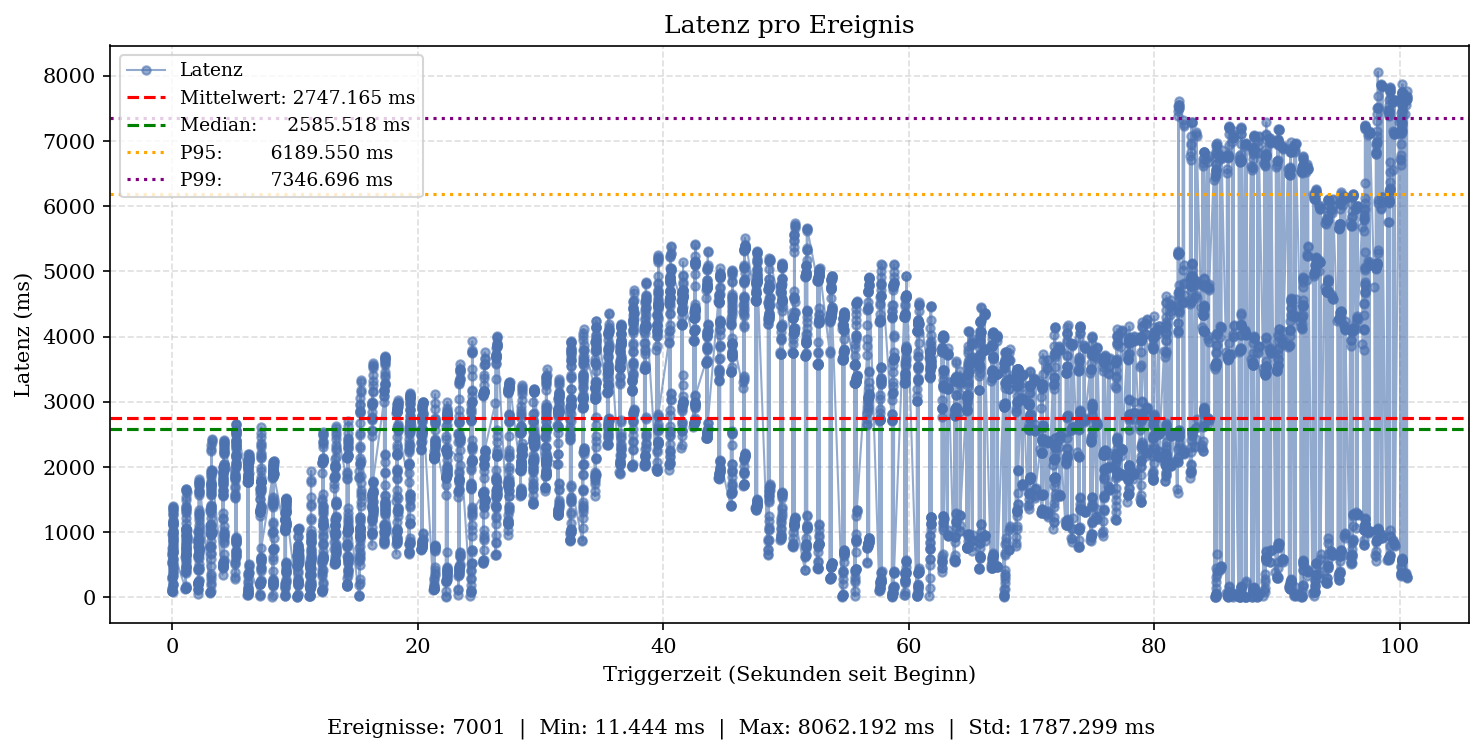 Latenz pro Ereignis
Latenz
Mittelwert: 2747.165 ms
Median: 2585.518 ms
P95: 6189.550 ms
P99: 7346.696 ms
Latenz (ms)
8000
7000
6000
5000
4000
3000
2000
1000
0
0 20 40 60 80 100
Triggerzeit (Sekunden seit Beginn)
Ereignisse: 7001 | Min: 11.444 ms | Max: 8062.192 ms | Std: 1787.299 ms